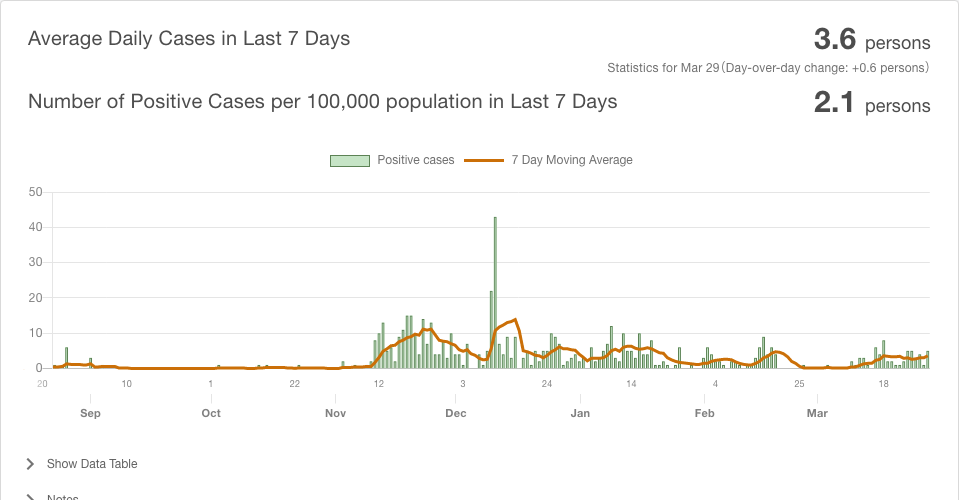 Average Daily Cases in Last 7 Days
3.6 persons
Statistics for Mar 29(Day-over-day change: +0.6 persons)
Number of Positive Cases per 100,000 population in Last 7 Days
2.1 persons
Positive cases 7 Day Moving Average
50
40
30
20
10
0
20 10 1 22 12 3 24 14 4 25 18
Sep Oct Nov Dec Jan Feb Mar
Show Data Table
Notes